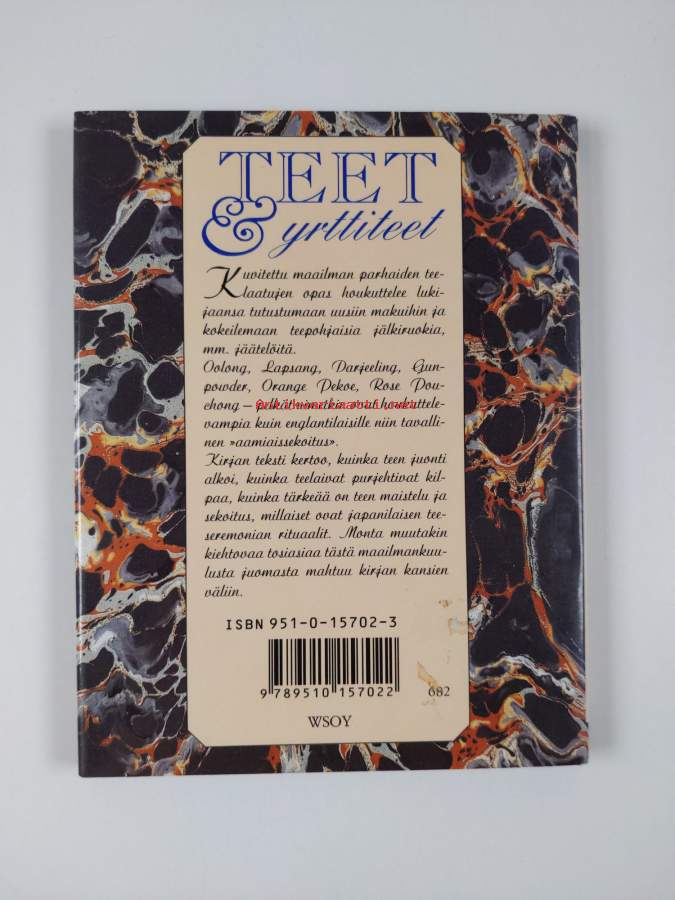 TEET
& yrttiteet
Kuvitettu maailman parhaiden tee-
laatujen opas houkuttelee luki-
jaansa tutustumaan uusiin makuihin ja
kokeilemaan teepohjaisia jälkiruokia,
mm. jäätelöitä.
Oolong, Lapsang, Darjeeling, Gun-
powder, Orange Pekoe, Rose Pou-
chong — pelkät nimetkin ovat houkuttele-
vampia kuin englantilaisille niin tavalli-
nen »aamiaissekoitus».
Kirjan teksti kertoo, kuinka teen juonti
alkoi, kuinka teelaivat purjehtivat kil-
paa, kuinka tärkeää on teen maistelu ja
sekoitus, millaiset ovat japanilaisen tee-
seremonian rituaalit. Monta muutakin
kiehtovaa tosiasiaa tästä maailmankuu-
lusta juomasta mahtuu kirjan kansien
väliin.
ISBN 951-0-15702-3
9 789510 157022
682
WSOY